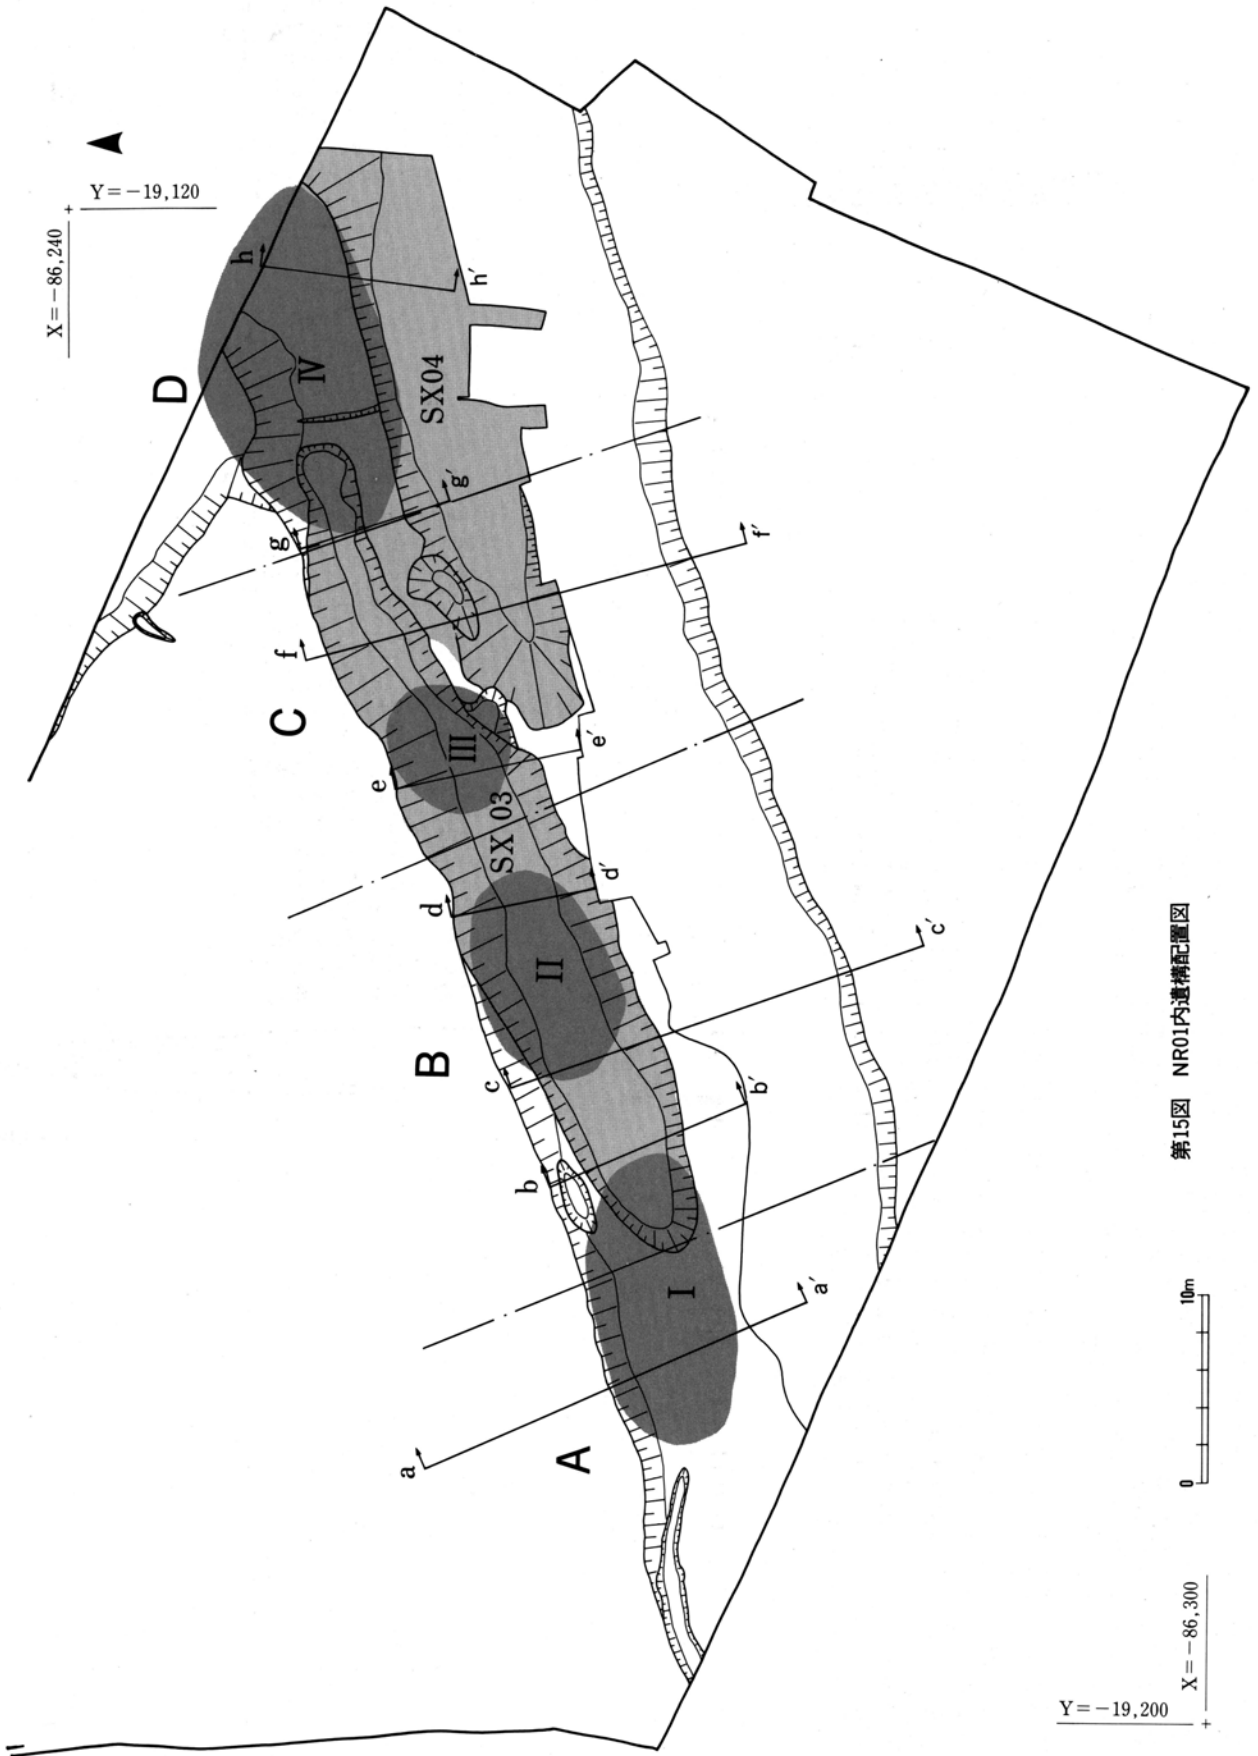 Y=−19,120
X=−86,240
D
h
h′
IV
SX04
g
g′
f
f′
C
III
e
e′
SX 03
d
d′
II
B
c
c′
b
b′
I
A
a
a′
第15図 NR01内遺構配置図
0 10m
X=−86,300
Y=−19,200